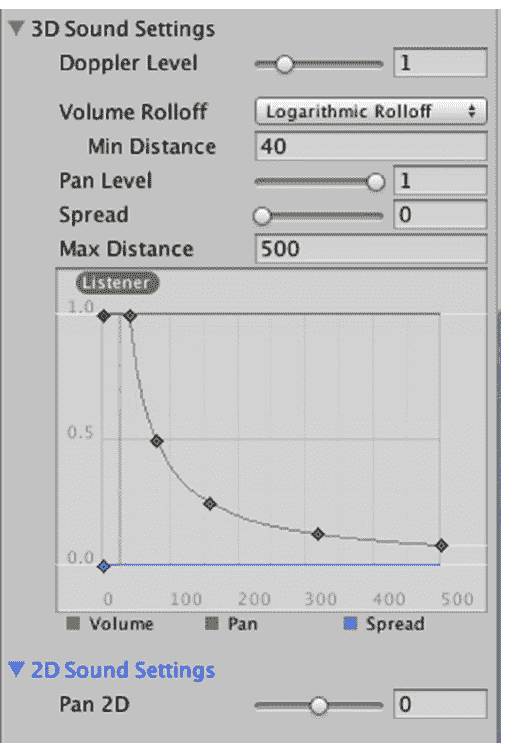 3D Sound Settings
Doppler Level 1
Volume Rolloff Logarithmic Rolloff
Min Distance 40
Pan Level 1
Spread 0
Max Distance 500
Listener
1.0
0.5
0.0
0 100 200 300 400 500
Volume Pan Spread
2D Sound Settings
Pan 2D 0